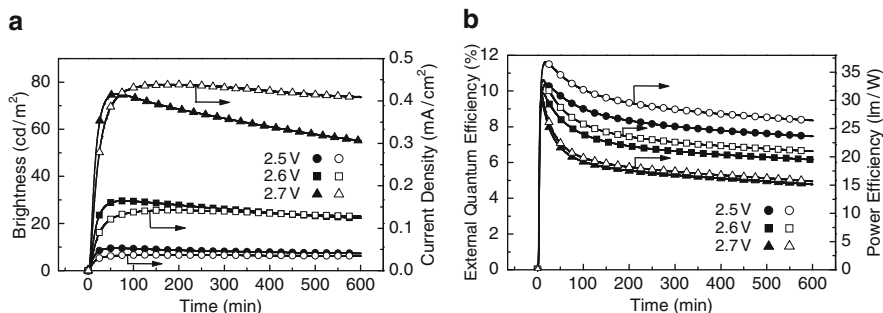 a
Brightness (cd/m²)
80
60
40
20
0
0 100 200 300 400 500 600
Time (min)
0.5
0.4
0.3
0.2
0.1
0.0
Current Density (mA/cm²)
2.5 V
2.6 V
2.7 V
b
External Quantum Efficiency (%)
12
10
8
6
4
2
0
0 100 200 300 400 500 600
Time (min)
35
30
25
20
15
10
5
0
Power Efficiency (lm/W)
2.5 V
2.6 V
2.7 V